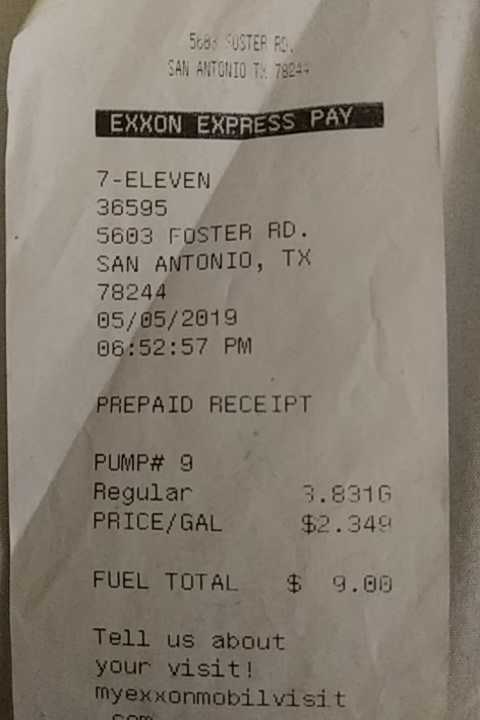 5603 FOSTER RD.
SAN ANTONIO TX 78244
EXXON EXPRESS PAY
7-ELEVEN
36595
5603 FOSTER RD.
SAN ANTONIO, TX
78244
05/05/2019
06:52:57 PM
PREPAID RECEIPT
PUMP# 9
Regular 3.831G
PRICE/GAL $2.349
FUEL TOTAL $ 9.00
Tell us about
your visit!
myexxonmobilvisit
.com